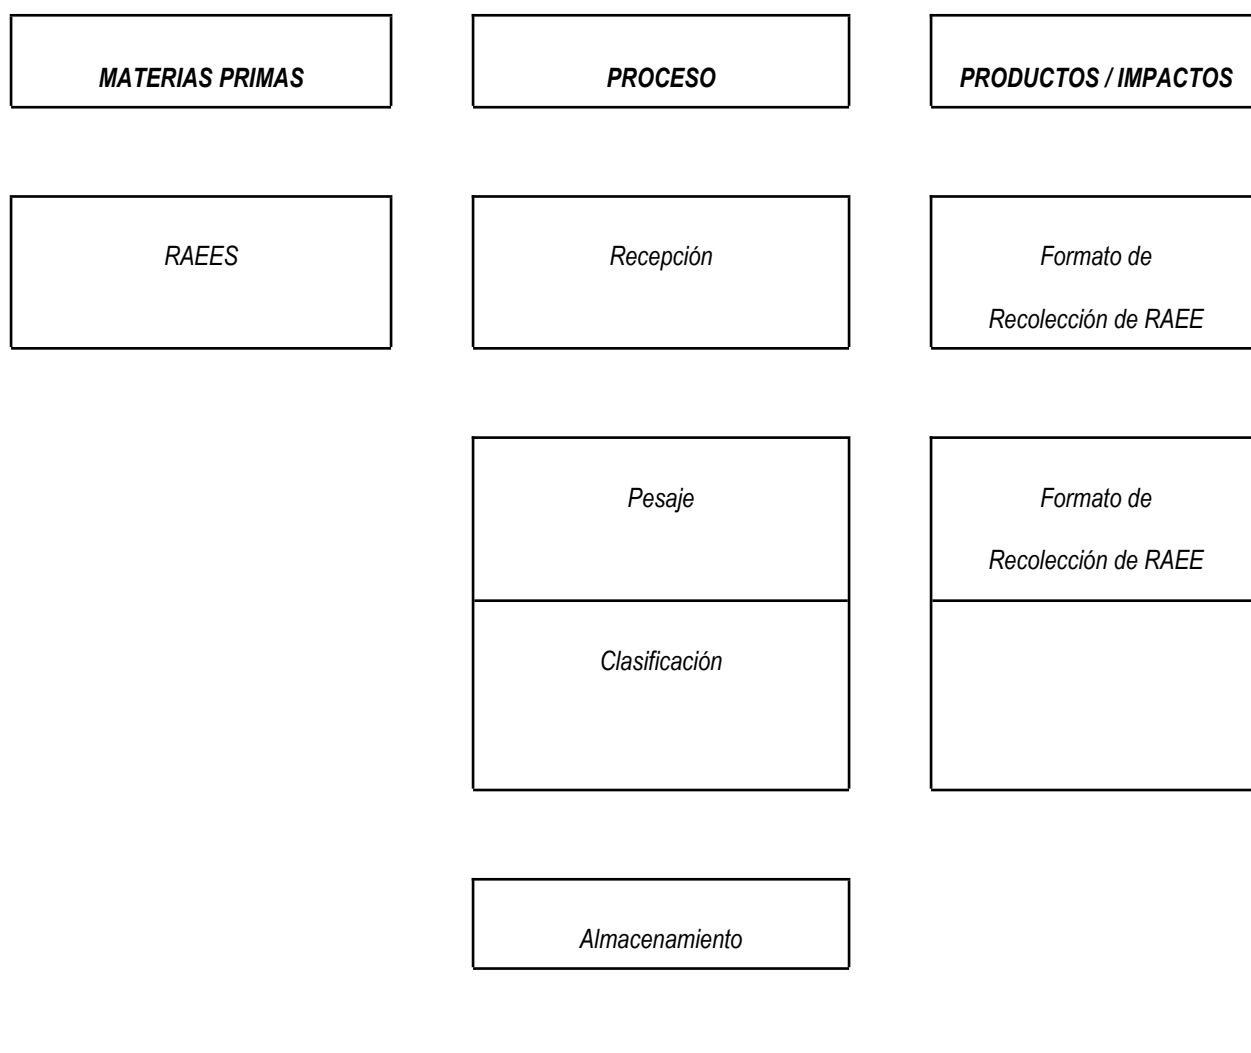 MATERIAS PRIMAS
PROCESO
PRODUCTOS / IMPACTOS
RAEES
Recepción
Formato de
Recolección de RAEE
Pesaje
Formato de
Recolección de RAEE
Clasificación
Almacenamiento